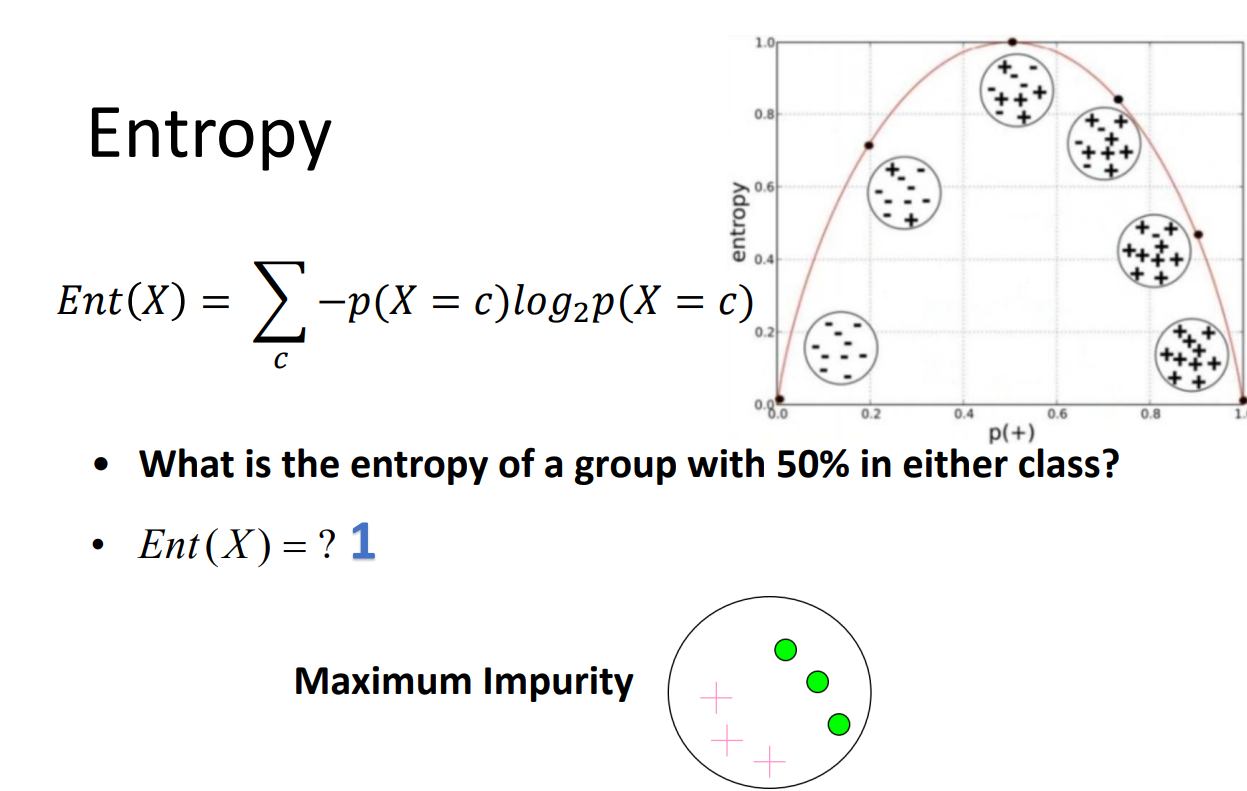 Entropy
Ent(X) = ∑ −p(X = c)log₂p(X = c)
c
1.0
0.8
0.6
0.4
0.2
0.0
entropy
0.0 0.2 0.4 0.6 0.8 1.
p(+)
• What is the entropy of a group with 50% in either class?
• Ent(X) = ? 1
Maximum Impurity